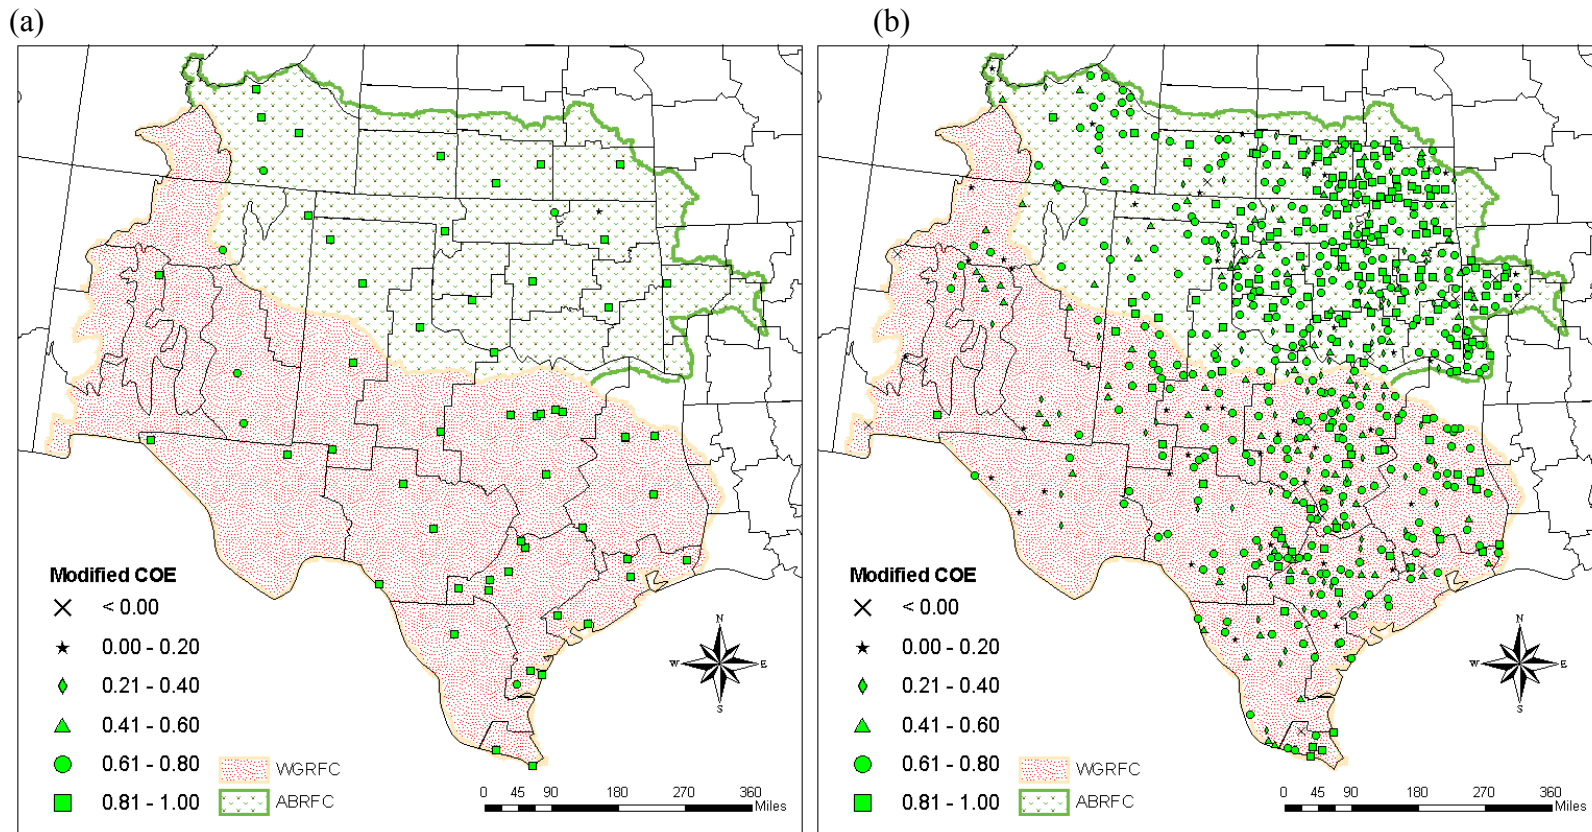 (a)
(b)
Modified COE
< 0.00
0.00 - 0.20
0.21 - 0.40
0.41 - 0.60
0.61 - 0.80
0.81 - 1.00
WGRFC
ABRFC
N
W E
S
0 45 90 180 270 360
Miles
Modified COE
< 0.00
0.00 - 0.20
0.21 - 0.40
0.41 - 0.60
0.61 - 0.80
0.81 - 1.00
WGRFC
ABRFC
N
W E
S
0 45 90 180 270 360
Miles